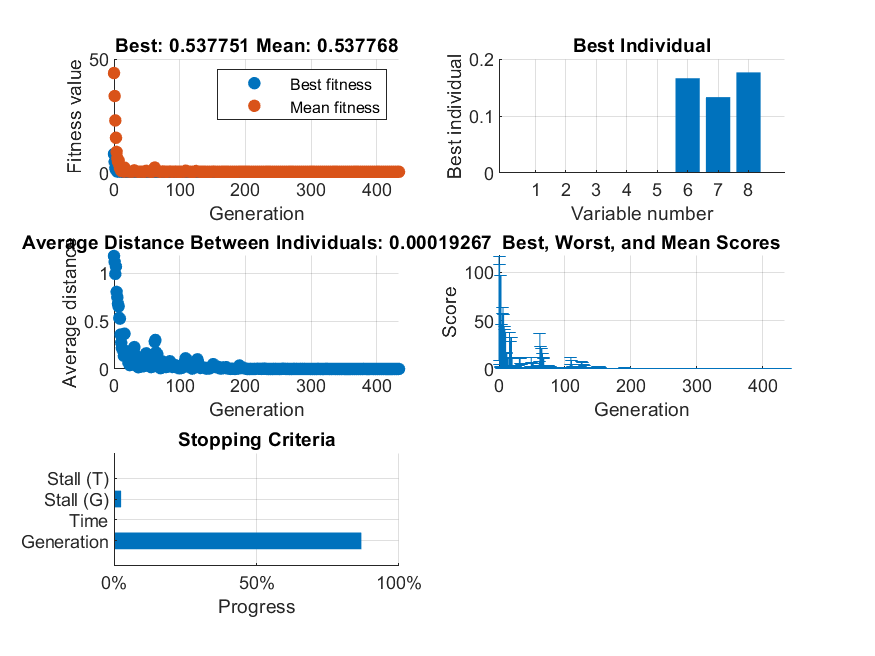 Best: 0.537751 Mean: 0.537768
Fitness value
50
0
Best fitness
Mean fitness
0 100 200 300 400
Generation
Best Individual
Best individual
0.2
0.1
0
1 2 3 4 5 6 7 8
Variable number
Average Distance Between Individuals: 0.00019267
Average distance
1
0.5
0
0 100 200 300 400
Generation
Best, Worst, and Mean Scores
Score
100
50
0
0 100 200 300 400
Generation
Stopping Criteria
Stall (T)
Stall (G)
Time
Generation
0% 50% 100%
Progress